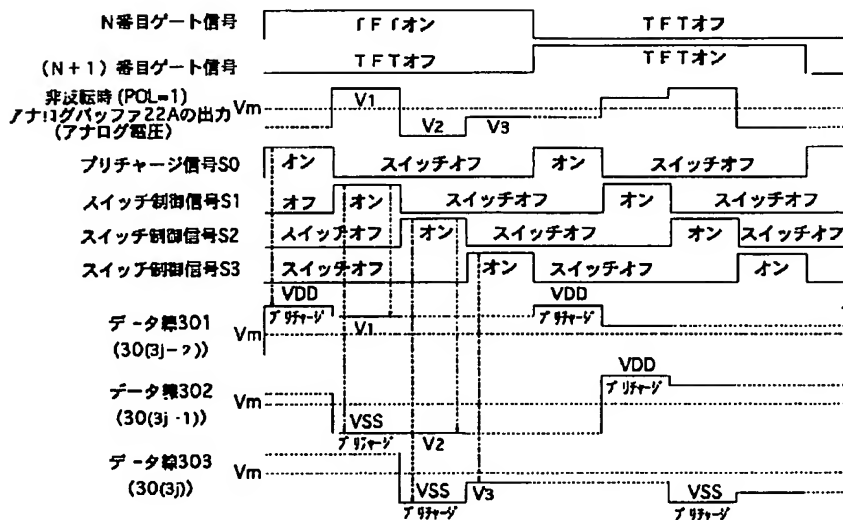 N番目ゲート信号
TFTオン
TFTオフ
(N+1)番目ゲート信号
TFTオフ
TFTオン
非反転時(POL=1)
アナログバッファ22Aの出力
(アナログ電圧)
Vm
V1
V2
V3
プリチャージ信号S0
オン
スイッチオフ
オン
スイッチオフ
スイッチ制御信号S1
オフ
オン
スイッチオフ
オン
スイッチオフ
スイッチ制御信号S2
スイッチオフ
オン
スイッチオフ
オン
スイッチオフ
スイッチ制御信号S3
スイッチオフ
オン
スイッチオフ
オン
データ線301
(30(3j-2))
Vm
VDD
プリチャージ
V1
VDD
プリチャージ
データ線302
(30(3j-1))
Vm
VSS
プリチャージ
V2
VDD
プリチャージ
データ線303
(30(3j))
Vm
VSS
プリチャージ
V3
VSS
プリチャージ